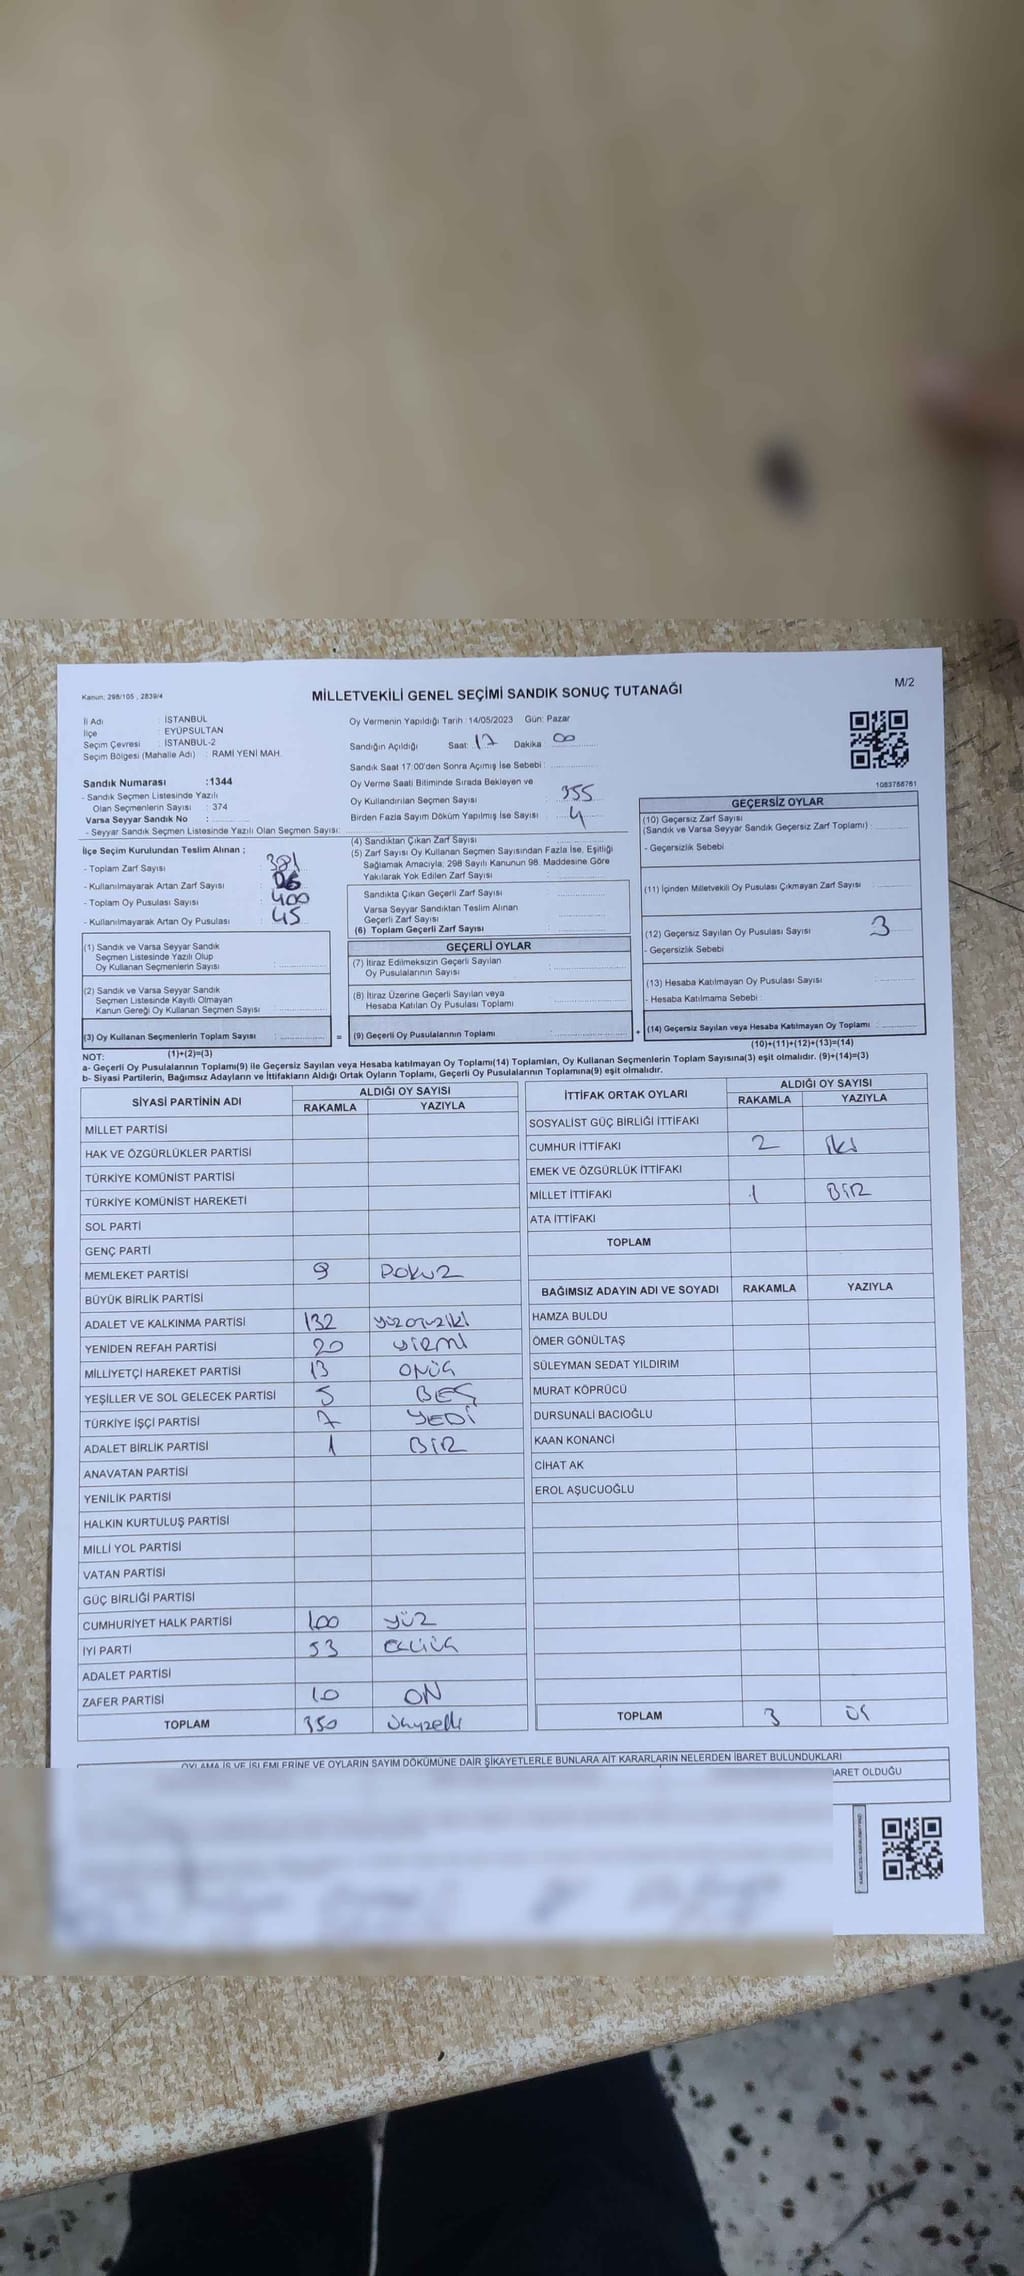 Kanun: 298/105 , 2839/4
MİLLETVEKİLİ GENEL SEÇİMİ SANDIK SONUÇ TUTANAĞI
M/2
İl Adı : İSTANBUL
İlçe : EYÜPSULTAN
Seçim Çevresi : İSTANBUL-2
Seçim Bölgesi (Mahalle Adı) : RAMİ YENİ MAH.
Oy Vermenin Yapıldığı Tarih :14/05/2023 Gün: Pazar
Sandığın Açıldığı Saat: 17 Dakika 00
Sandık Saat 17:00'den Sonra Açımış İse Sebebi :
Oy Verme Saati Bitiminde Sırada Bekleyen ve
Oy Kullandırılan Seçmen Sayısı : 355
Birden Fazla Sayım Döküm Yapılmış İse Sayısı : 4
1083766761
Sandık Numarası :1344
- Sandık Seçmen Listesinde Yazılı
Olan Seçmenlerin Sayısı : 374
Varsa Seyyar Sandık No :
- Seyyar Sandık Seçmen Listesinde Yazılı Olan Seçmen Sayısı:
İlçe Seçim Kurulundan Teslim Alınan ;
- Toplam Zarf Sayısı : 381
- Kullanılmayarak Artan Zarf Sayısı :
- Toplam Oy Pusulası Sayısı : 400
- Kullanılmayarak Artan Oy Pusulası : 45
(1) Sandık ve Varsa Seyyar Sandık
Seçmen Listesinde Yazılı Olup
Oy Kullanan Seçmenlerin Sayısı :
(2) Sandık ve Varsa Seyyar Sandık
Seçmen Listesinde Kayıtlı Olmayan
Kanun Gereği Oy Kullanan Seçmen Sayısı :
(3) Oy Kullanan Seçmenlerin Toplam Sayısı :
(1)+(2)=(3)
(4) Sandıktan Çıkan Zarf Sayısı :
(5) Zarf Sayısı Oy Kullanan Seçmen Sayısından Fazla İse, Eşitliği
Sağlamak Amacıyla; 298 Sayılı Kanunun 98. Maddesine Göre
Yakılarak Yok Edilen Zarf Sayısı :
Sandıkta Çıkan Geçerli Zarf Sayısı :
Varsa Seyyar Sandıktan Teslim Alınan
Geçerli Zarf Sayısı :
(6) Toplam Geçerli Zarf Sayısı :
GEÇERLİ OYLAR
(7) İtiraz Edilmeksizin Geçerli Sayılan
Oy Pusulalarının Sayısı :
(8) İtiraz Üzerine Geçerli Sayılan veya
Hesaba Katılan Oy Pusulası Toplamı :
= (9) Geçerli Oy Pusulalarının Toplamı :
GEÇERSİZ OYLAR
(10) Geçersiz Zarf Sayısı
(Sandık ve Varsa Seyyar Sandık Geçersiz Zarf Toplamı) :
- Geçersizlik Sebebi
(11) İçinden Milletvekili Oy Pusulası Çıkmayan Zarf Sayısı :
(12) Geçersiz Sayılan Oy Pusulası Sayısı : 3
- Geçersizlik Sebebi
(13) Hesaba Katılmayan Oy Pusulası Sayısı
- Hesaba Katılmama Sebebi :
+ (14) Geçersiz Sayılan veya Hesaba Katılmayan Oy Toplamı :
(10)+(11)+(12)+(13)=(14)
NOT:
a- Geçerli Oy Pusulasının Toplamı(9) ile Geçersiz Sayılan veya Hesaba katılmayan Oy Toplamı(14) Toplamları, Oy Kullanan Seçmenlerin Toplam Sayısına(3) eşit olmalıdır. (9)+(14)=(3)
b- Siyasi Partilerin, Bağımsız Adayların ve İttifakların Aldığı Ortak Oyların Toplamı, Geçerli Oy Pusulalarının Toplamına(9) eşit olmalıdır.
SİYASİ PARTİNİN ADI ALDIĞI OY SAYISI
RAKAMLA YAZIYLA
MİLLET PARTİSİ
HAK VE ÖZGÜRLÜKLER PARTİSİ
TÜRKİYE KOMÜNİST PARTİSİ
TÜRKİYE KOMÜNİST HAREKETİ
SOL PARTİ
GENÇ PARTİ
MEMLEKET PARTİSİ 9 DOKUZ
BÜYÜK BİRLİK PARTİSİ
ADALET VE KALKINMA PARTİSİ 132 yüzotuziki
YENİDEN REFAH PARTİSİ 20 yirmi
MİLLİYETÇİ HAREKET PARTİSİ 13 ONÜÇ
YEŞİLLER VE SOL GELECEK PARTİSİ 5 BEŞ
TÜRKİYE İŞÇİ PARTİSİ 7 YEDİ
ADALET BİRLİK PARTİSİ 1 BİR
ANAVATAN PARTİSİ
YENİLİK PARTİSİ
HALKIN KURTULUŞ PARTİSİ
MİLLİ YOL PARTİSİ
VATAN PARTİSİ
GÜÇ BİRLİĞİ PARTİSİ
CUMHURİYET HALK PARTİSİ 100 YÜZ
İYİ PARTİ 53 ELLİÜÇ
ADALET PARTİSİ
ZAFER PARTİSİ 10 ON
TOPLAM 350 üçyüzelli
İTTİFAK ORTAK OYLARI ALDIĞI OY SAYISI
RAKAMLA YAZIYLA
SOSYALİST GÜÇ BİRLİĞİ İTTİFAKI
CUMHUR İTTİFAKI 2 iki
EMEK VE ÖZGÜRLÜK İTTİFAKI
MİLLET İTTİFAKI 1 BİR
ATA İTTİFAKI
TOPLAM
BAĞIMSIZ ADAYIN ADI VE SOYADI RAKAMLA YAZIYLA
HAMZA BULDU
ÖMER GÖNÜLTAŞ
SÜLEYMAN SEDAT YILDIRIM
MURAT KÖPRÜCÜ
DURSUNALİ BACIOĞLU
KAAN KONANCİ
CİHAT AK
EROL AŞUCUOĞLU
TOPLAM 3 üç
OYLAMA İŞ VE İŞLEMLERİNE VE OYLARIN SAYIM DÖKÜMÜNE DAİR ŞİKAYETLERLE BUNLARA AİT KARARLARIN NELERDEN İBARET BULUNDUKLARI
BARET OLDUĞU